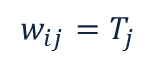 w_{ij} = T_j